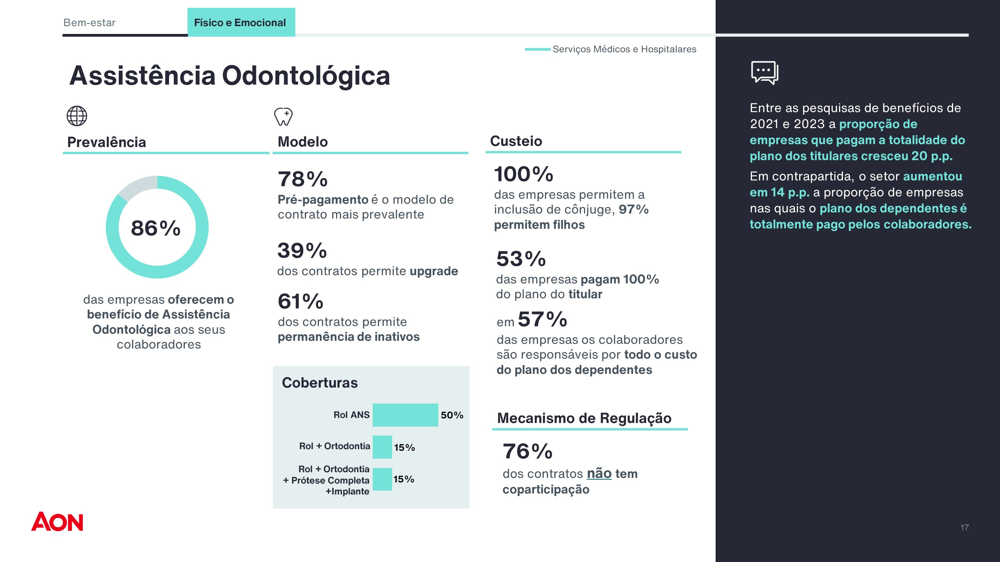 Bem-estar
Físico e Emocional
Serviços Médicos e Hospitalares
Assistência Odontológica
Prevalência
86%
das empresas oferecem o
benefício de Assistência
Odontológica aos seus
colaboradores
Modelo
78%
Pré-pagamento é o modelo de
contrato mais prevalente
39%
dos contratos permite upgrade
61%
dos contratos permite
permanência de inativos
Coberturas
Rol ANS 50%
Rol + Ortodontia 15%
Rol + Ortodontia
+ Prótese Completa 15%
+Implante
Custeio
100%
das empresas permitem a
inclusão de cônjuge, 97%
permitem filhos
53%
das empresas pagam 100%
do plano do titular
em 57%
das empresas os colaboradores
são responsáveis por todo o custo
do plano dos dependentes
Mecanismo de Regulação
76%
dos contratos não tem
coparticipação
Entre as pesquisas de benefícios de
2021 e 2023 a proporção de
empresas que pagam a totalidade do
plano dos titulares cresceu 20 p.p.
Em contrapartida, o setor aumentou
em 14 p.p. a proporção de empresas
nas quais o plano dos dependentes é
totalmente pago pelos colaboradores.
AON
17